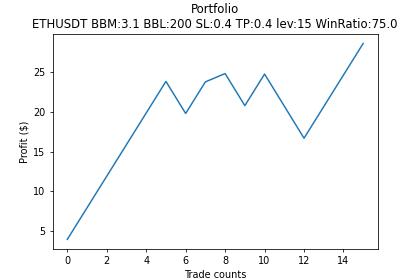 Portfolio
ETHUSDT BBM:3.1 BBL:200 SL:0.4 TP:0.4 lev:15 WinRatio:75.0
Profit ($)
25
20
15
10
5
0 2 4 6 8 10 12 14
Trade counts